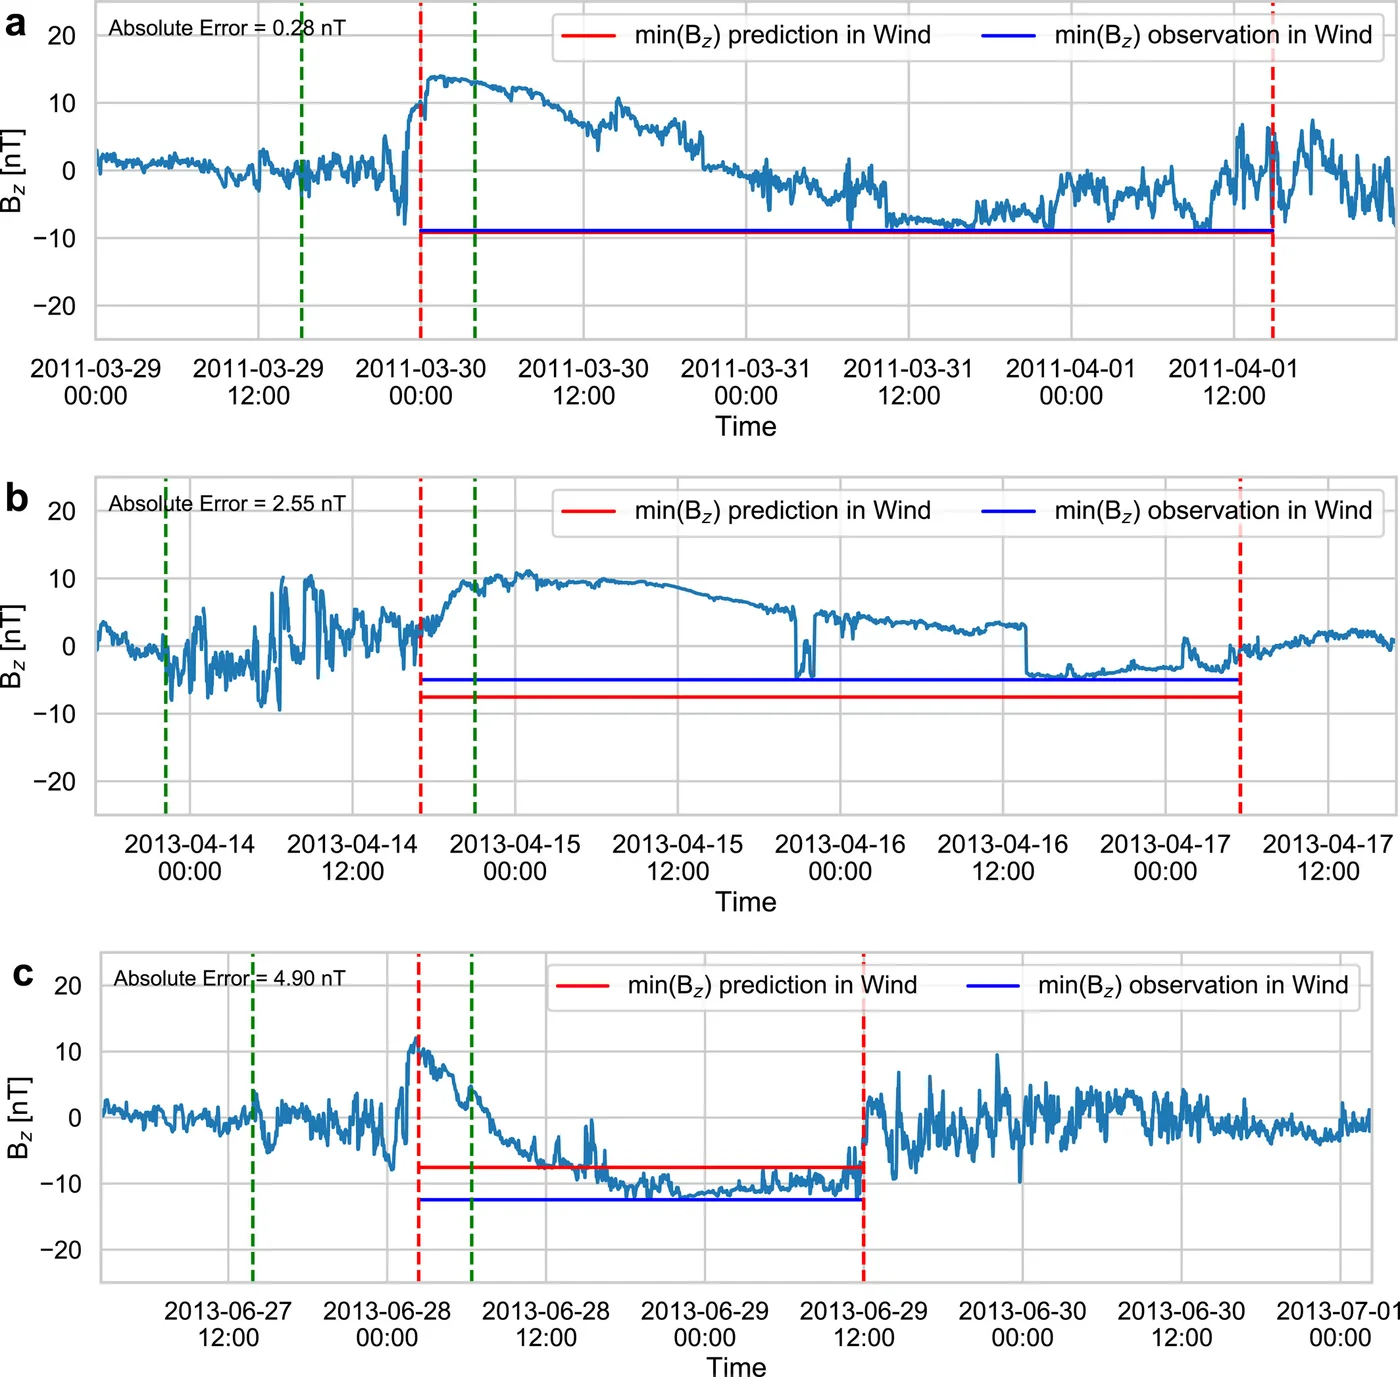 a
Absolute Error = 0.28 nT
min(Bz) prediction in Wind
min(Bz) observation in Wind
Bz [nT]
20
10
0
−10
−20
2011-03-29 2011-03-29 2011-03-30 2011-03-30 2011-03-31 2011-03-31 2011-04-01 2011-04-01
00:00 12:00 00:00 12:00 00:00 12:00 00:00 12:00
Time
b
Absolute Error = 2.55 nT
min(Bz) prediction in Wind
min(Bz) observation in Wind
Bz [nT]
20
10
0
−10
−20
2013-04-14 2013-04-14 2013-04-15 2013-04-15 2013-04-16 2013-04-16 2013-04-17 2013-04-17
00:00 12:00 00:00 12:00 00:00 12:00 00:00 12:00
Time
c
Absolute Error = 4.90 nT
min(Bz) prediction in Wind
min(Bz) observation in Wind
Bz [nT]
20
10
0
−10
−20
2013-06-27 2013-06-28 2013-06-28 2013-06-29 2013-06-29 2013-06-30 2013-06-30 2013-07-01
12:00 00:00 12:00 00:00 12:00 00:00 12:00 00:00
Time